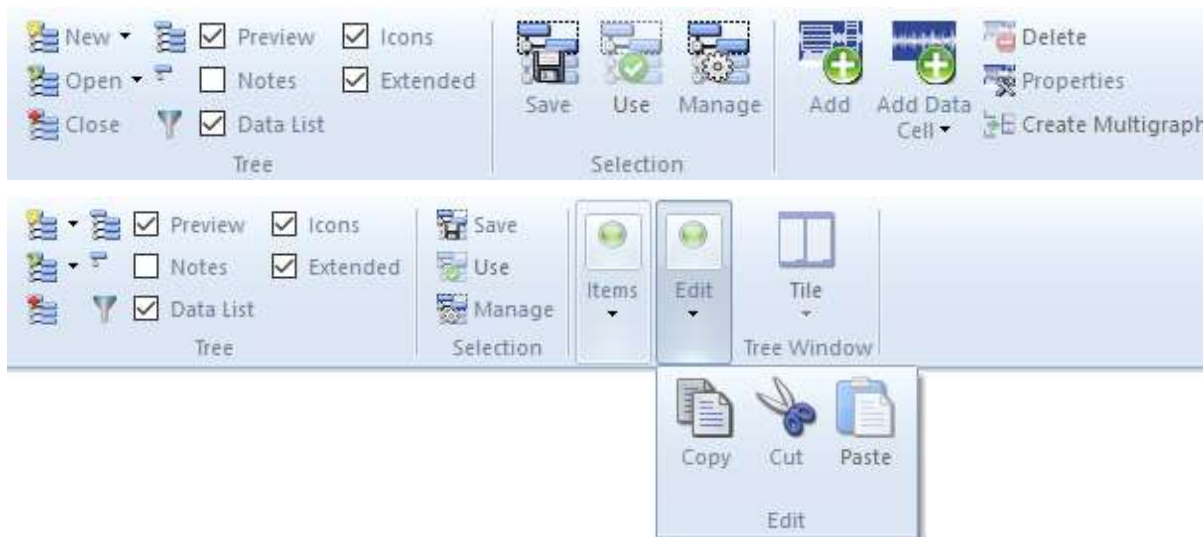 New Preview Icons
Open Notes Extended
Close Data List
Tree
Save Use Manage
Selection
Add Add Data Cell
Delete
Properties
Create Multigraph
Preview Icons
Notes Extended
Data List
Tree
Save
Use
Manage
Selection
Items Edit Tile
Tree Window
Copy Cut Paste
Edit